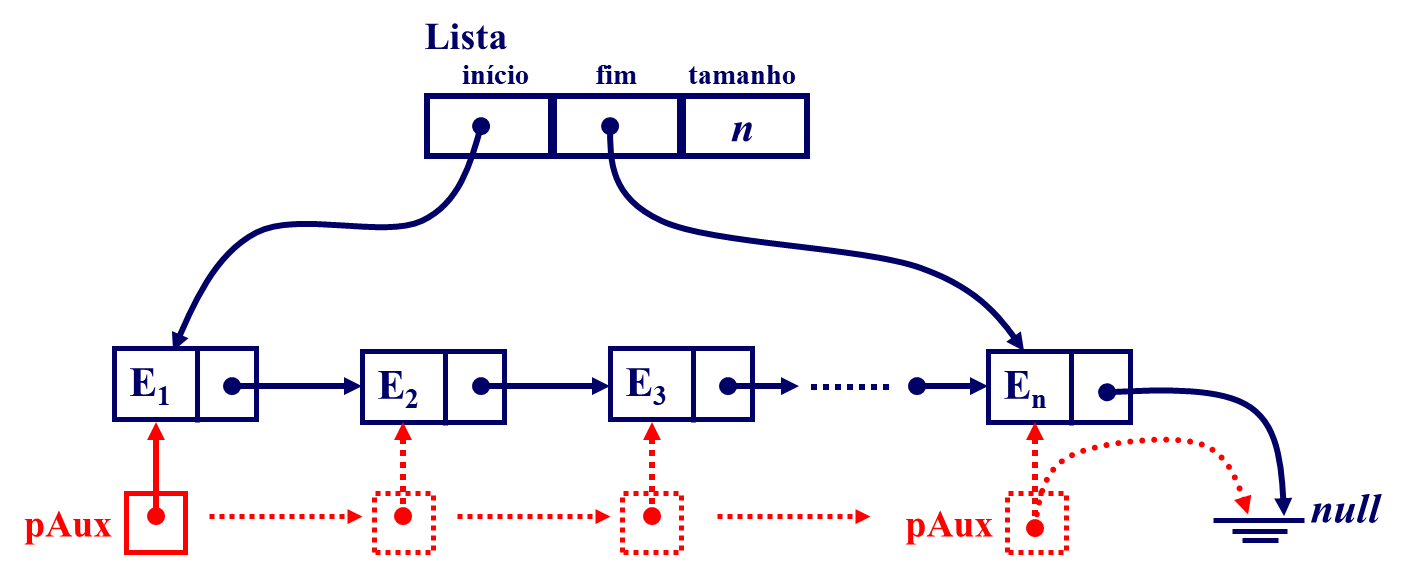 Lista
início fim tamanho
n
E1 E2 E3 En
pAux pAux null